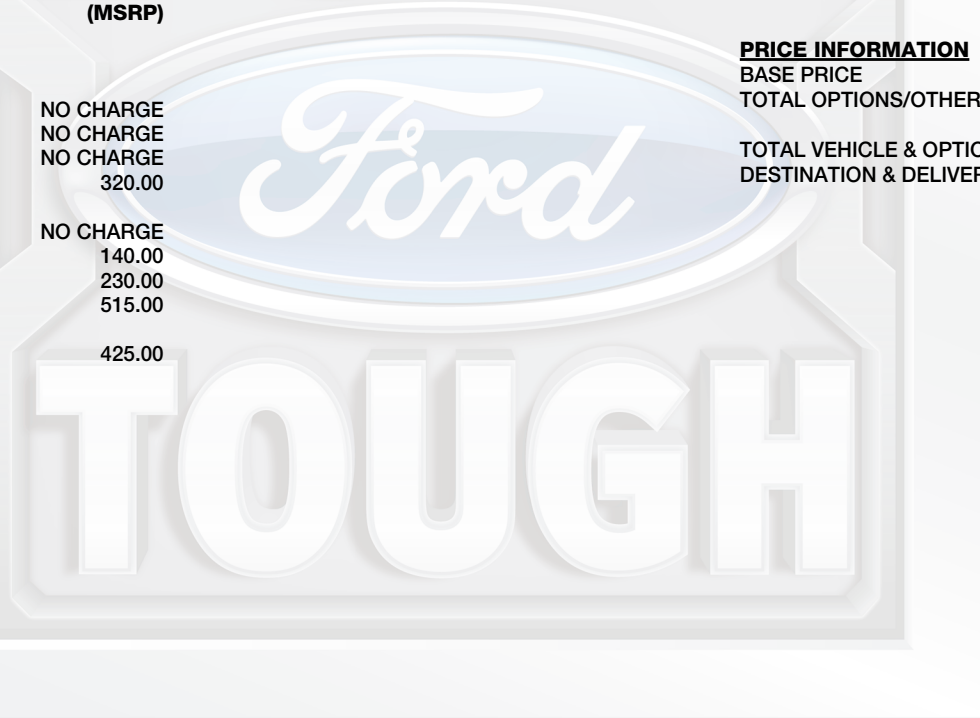 (MSRP)
NO CHARGE
NO CHARGE
NO CHARGE
320.00
NO CHARGE
140.00
230.00
515.00
425.00
PRICE INFORMATION
BASE PRICE
TOTAL OPTIONS/OTHER
TOTAL VEHICLE & OPTIO
DESTINATION & DELIVER
Ford
TOUGH